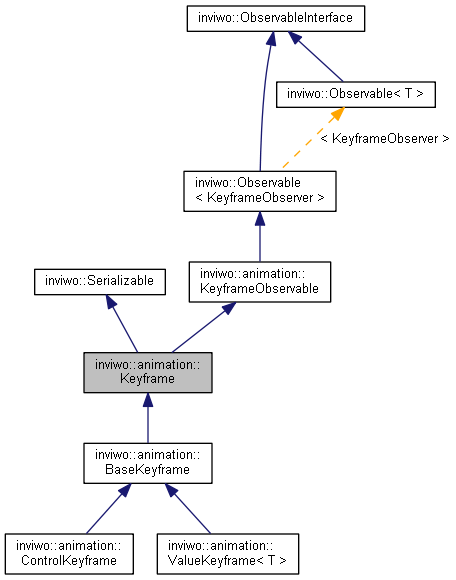 inviwo::ObservableInterface
inviwo::Observable< T >
< KeyframeObserver >
inviwo::Observable
< KeyframeObserver >
inviwo::Serializable
inviwo::animation::
KeyframeObservable
inviwo::animation::
Keyframe
inviwo::animation::
BaseKeyframe
inviwo::animation::
ControlKeyframe
inviwo::animation::
ValueKeyframe< T >